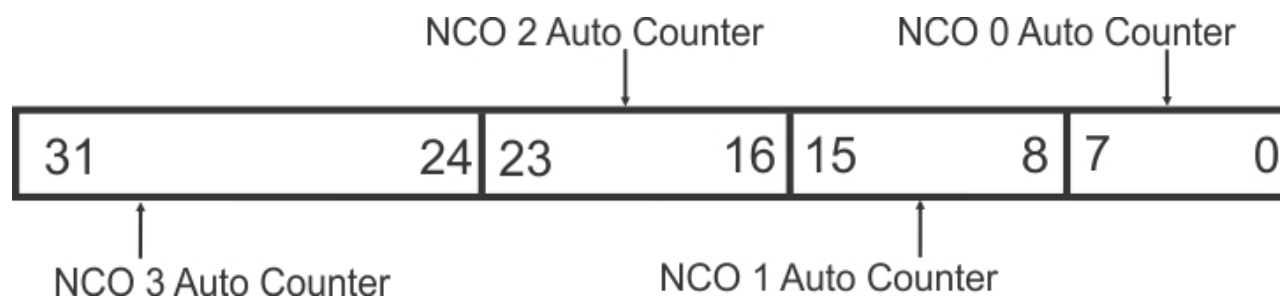 NCO 2 Auto Counter NCO 0 Auto Counter
31 24 23 16 15 8 7 0
NCO 3 Auto Counter NCO 1 Auto Counter